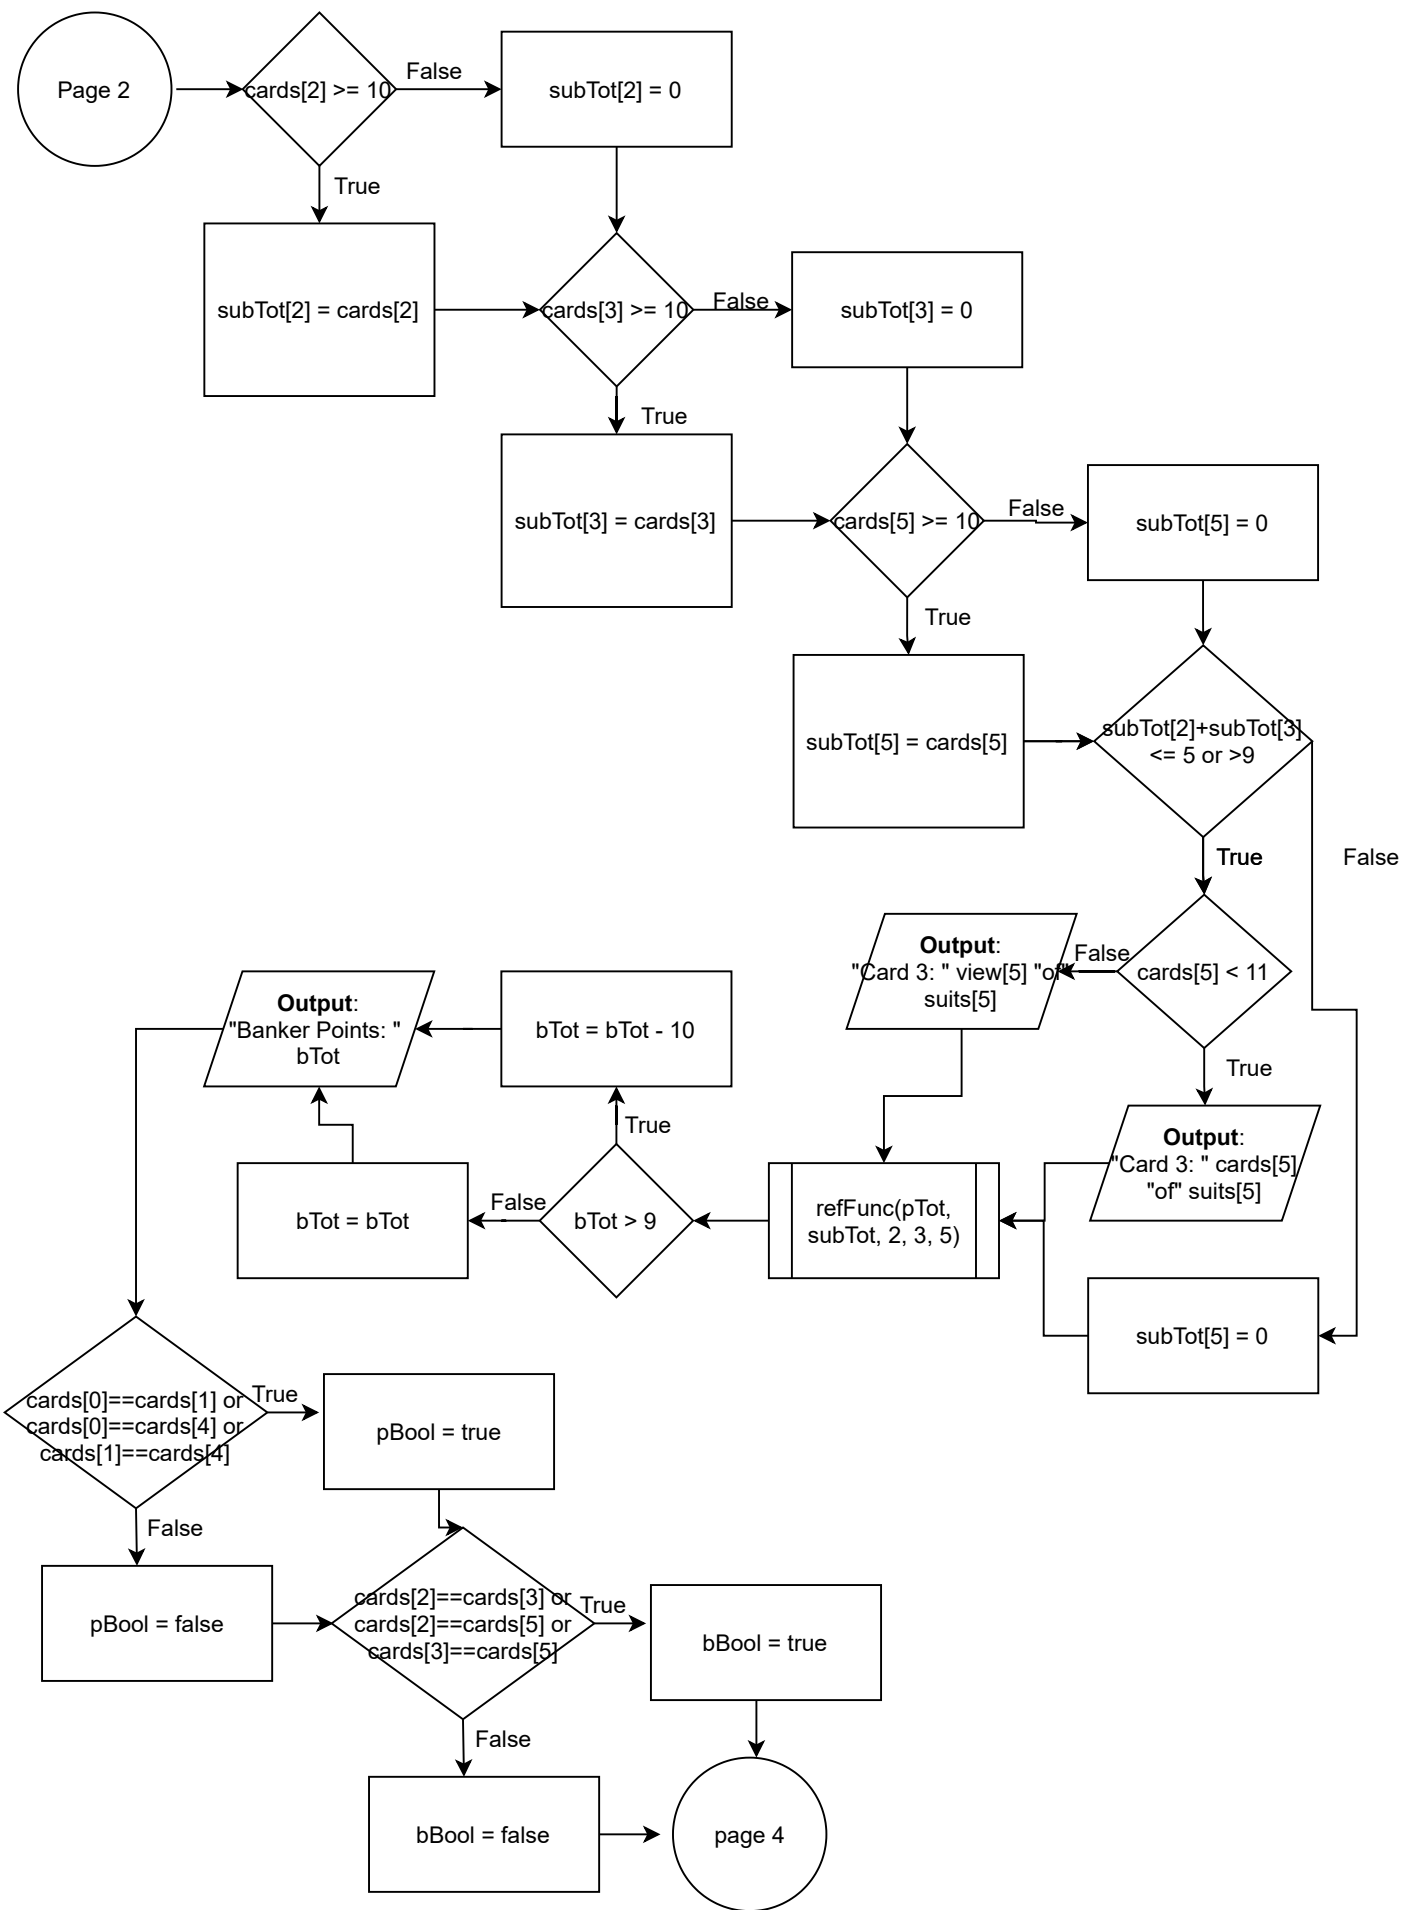 Page 2
cards[2] >= 10
False
subTot[2] = 0
True
subTot[2] = cards[2]
cards[3] >= 10
False
subTot[3] = 0
True
subTot[3] = cards[3]
cards[5] >= 10
False
subTot[5] = 0
True
subTot[5] = cards[5]
subTot[2]+subTot[3]
<= 5 or >9
True
False
cards[5] < 11
False
Output:
"Card 3: " view[5] "of"
suits[5]
True
Output:
"Card 3: " cards[5]
"of" suits[5]
subTot[5] = 0
refFunc(pTot,
subTot, 2, 3, 5)
bTot > 9
True
bTot = bTot - 10
False
bTot = bTot
Output:
"Banker Points: "
bTot
cards[0]==cards[1] or
cards[0]==cards[4] or
cards[1]==cards[4]
True
pBool = true
False
pBool = false
cards[2]==cards[3] or
cards[2]==cards[5] or
cards[3]==cards[5]
True
bBool = true
False
bBool = false
page 4